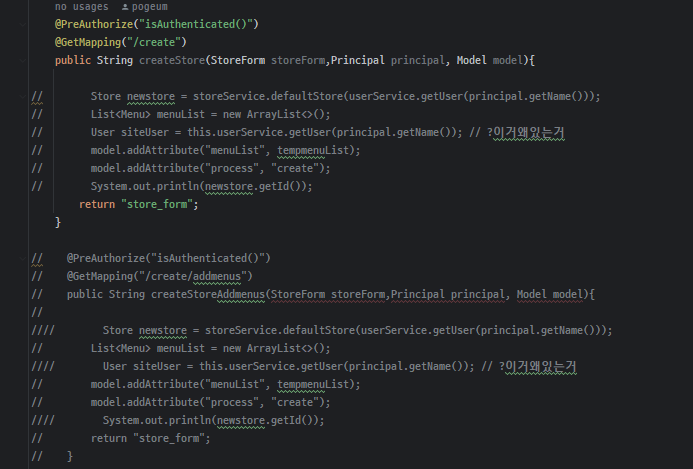 no usages pogeum
@PreAuthorize("isAuthenticated()")
@GetMapping("/create")
public String createStore(StoreForm storeForm,Principal principal, Model model){
// Store newstore = storeService.defaultStore(userService.getUser(principal.getName()));
// List<Menu> menuList = new ArrayList<>();
// User siteUser = this.userService.getUser(principal.getName()); // ?이거왜있는거
// model.addAttribute("menuList", tempmenuList);
// model.addAttribute("process", "create");
// System.out.println(newstore.getId());
return "store_form";
}
// @PreAuthorize("isAuthenticated()")
// @GetMapping("/create/addmenus")
// public String createStoreAddmenus(StoreForm storeForm,Principal principal, Model model){
//
//// Store newstore = storeService.defaultStore(userService.getUser(principal.getName()));
// List<Menu> menuList = new ArrayList<>();
//// User siteUser = this.userService.getUser(principal.getName()); // ?이거왜있는거
// model.addAttribute("menuList", tempmenuList);
// model.addAttribute("process", "create");
//// System.out.println(newstore.getId());
// return "store_form";
// }